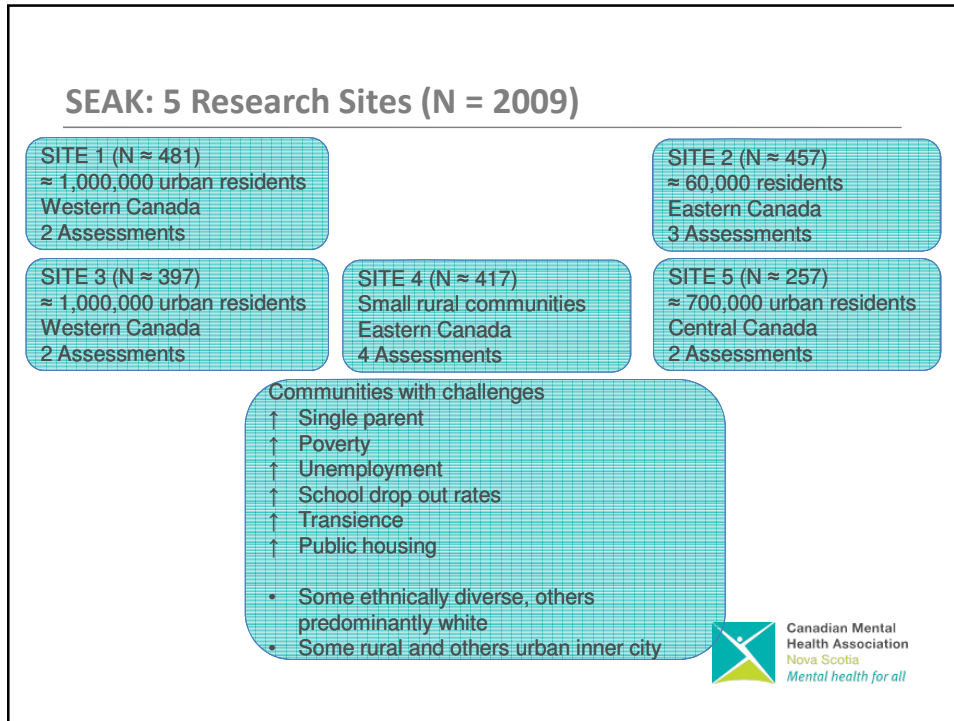 SEAK: 5 Research Sites (N = 2009)
SITE 1 (N ≈ 481)
≈ 1,000,000 urban residents
Western Canada
2 Assessments
SITE 2 (N ≈ 457)
≈ 60,000 residents
Eastern Canada
3 Assessments
SITE 3 (N ≈ 397)
≈ 1,000,000 urban residents
Western Canada
2 Assessments
SITE 4 (N ≈ 417)
Small rural communities
Eastern Canada
4 Assessments
SITE 5 (N ≈ 257)
≈ 700,000 urban residents
Central Canada
2 Assessments
Communities with challenges
↑ Single parent
↑ Poverty
↑ Unemployment
↑ School drop out rates
↑ Transience
↑ Public housing
• Some ethnically diverse, others
predominantly white
• Some rural and others urban inner city
Canadian Mental
Health Association
Nova Scotia
Mental health for all